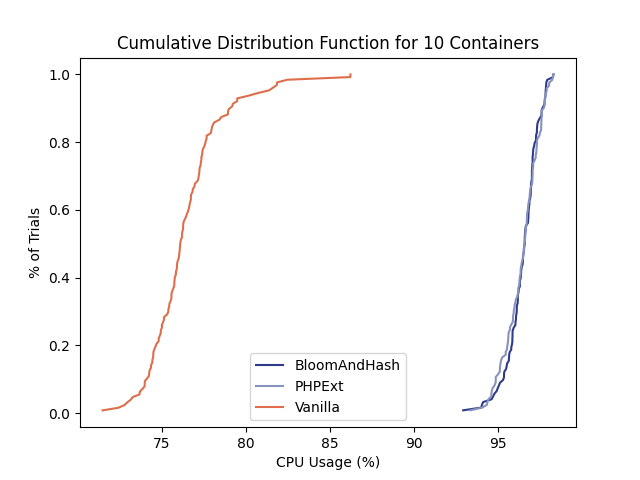 Cumulative Distribution Function for 10 Containers
1.0
0.8
0.6
0.4
0.2
0.0
% of Trials
BloomAndHash
PHPExt
Vanilla
75 80 85 90 95
CPU Usage (%)